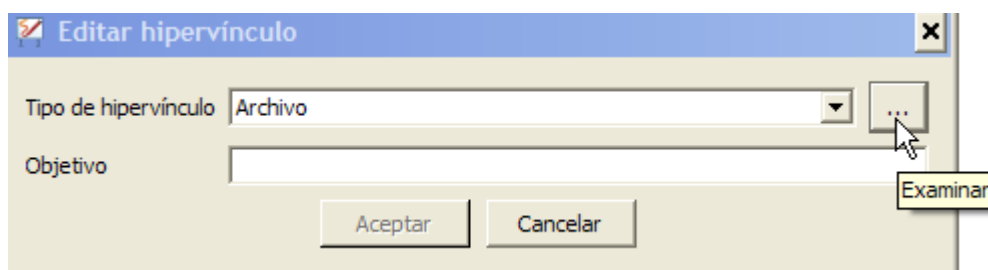 Editar hipervínculo
Tipo de hipervínculo Archivo ...
Objetivo
Examinar
Aceptar Cancelar